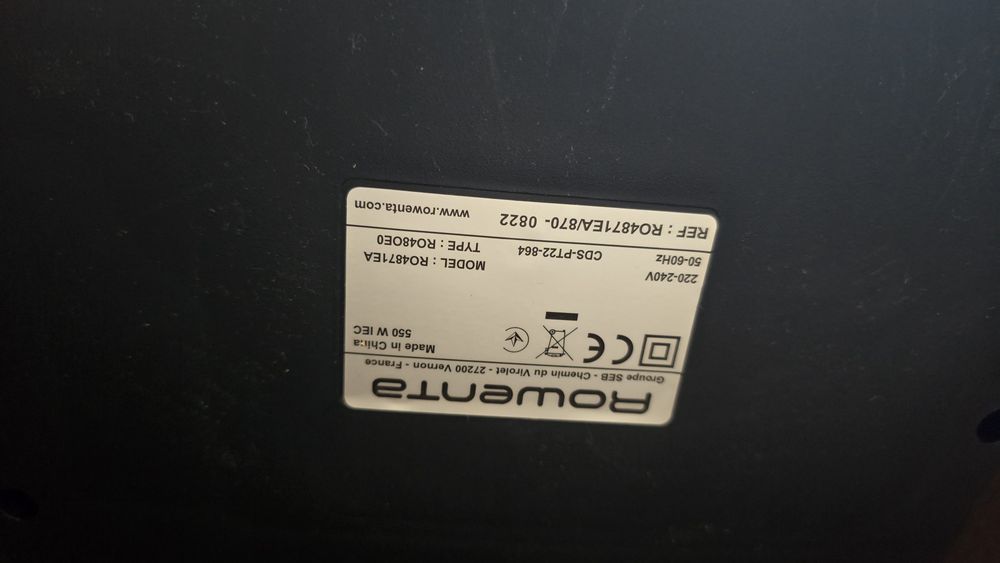 Rowenta
Groupe SEB - Chemin du Virolet - 27200 Vernon - France
Made in China
550 W IEC
220-240V
50-60Hz
CDS-PT22-864
MODEL : RO4871EA
TYPE : RO48OE0
REF : RO4871EA/870- 0822
www.rowenta.com